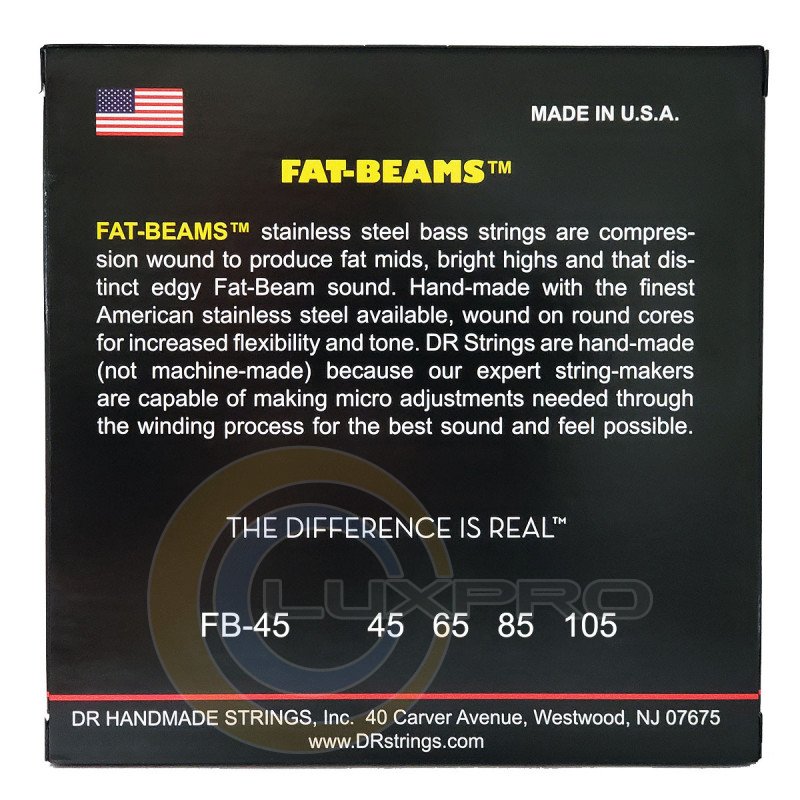 MADE IN U.S.A.
FAT-BEAMS™
FAT-BEAMS™ stainless steel bass strings are compres-
sion wound to produce fat mids, bright highs and that dis-
tinct edgy Fat-Beam sound. Hand-made with the finest
American stainless steel available, wound on round cores
for increased flexibility and tone. DR Strings are hand-made
(not machine-made) because our expert string-makers
are capable of making micro adjustments needed through
the winding process for the best sound and feel possible.
THE DIFFERENCE IS REAL™
LUXPRO
FB-45 45 65 85 105
DR HANDMADE STRINGS, Inc. 40 Carver Avenue, Westwood, NJ 07675
www.DRstrings.com